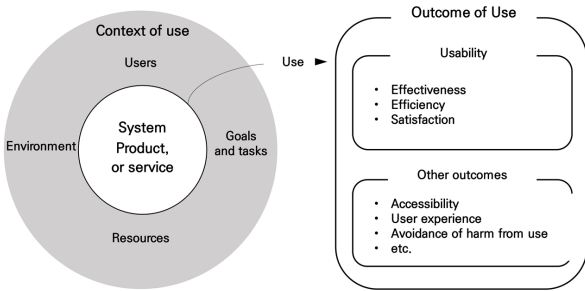 Context of use
Users
Environment
System
Product,
or service
Goals
and tasks
Resources
Use
Outcome of Use
Usability
• Effectiveness
• Efficiency
• Satisfaction
Other outcomes
• Accessibility
• User experience
• Avoidance of harm from use
• etc.